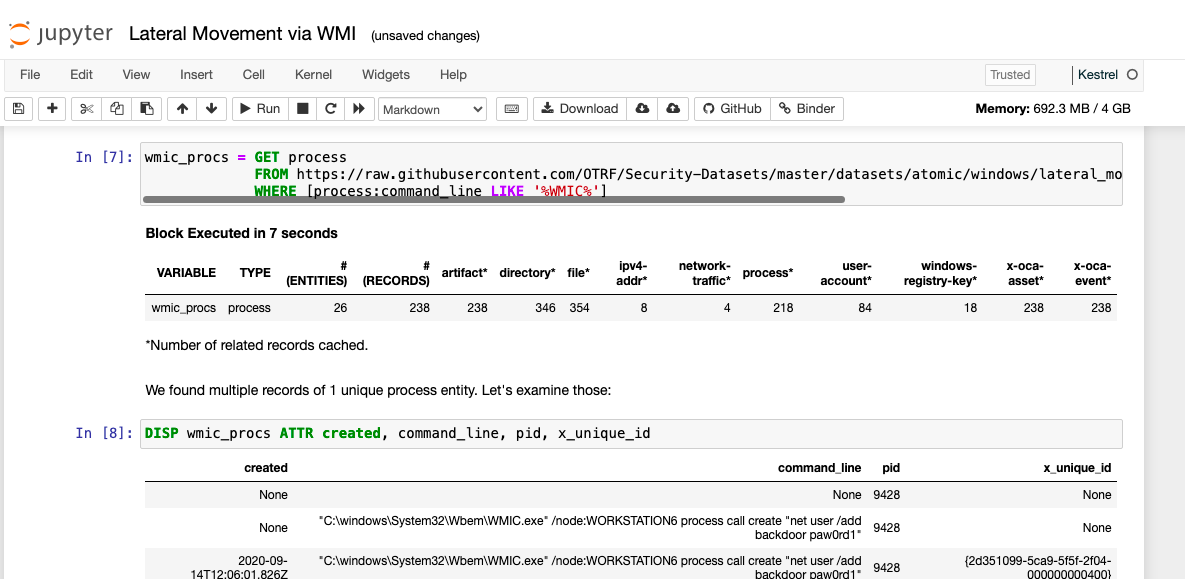 jupyter Lateral Movement via WMI (unsaved changes)
File Edit View Insert Cell Kernel Widgets Help Trusted Kestrel
Run Markdown Download GitHub Binder Memory: 692.3 MB / 4 GB
In [7]: wmic_procs = GET process
FROM https://raw.githubusercontent.com/OTRF/Security-Datasets/master/datasets/atomic/windows/lateral_mo
WHERE [process:command_line LIKE '%WMIC%']
Block Executed in 7 seconds
VARIABLE TYPE # (ENTITIES) # (RECORDS) artifact* directory* file* ipv4-addr* network-traffic* process* user-account* windows-registry-key* x-oca-asset* x-oca-event*
wmic_procs process 26 238 238 346 354 8 4 218 84 18 238 238
*Number of related records cached.
We found multiple records of 1 unique process entity. Let's examine those:
In [8]: DISP wmic_procs ATTR created, command_line, pid, x_unique_id
created command_line pid x_unique_id
None None 9428 None
None "C:\windows\System32\Wbem\WMIC.exe" /node:WORKSTATION6 process call create "net user /add backdoor paw0rd1" 9428 None
2020-09-14T12:06:01.826Z "C:\windows\System32\Wbem\WMIC.exe" /node:WORKSTATION6 process call create "net user /add backdoor paw0rd1" 9428 {2d351099-5ca9-5f5f-2f04-000000000400}